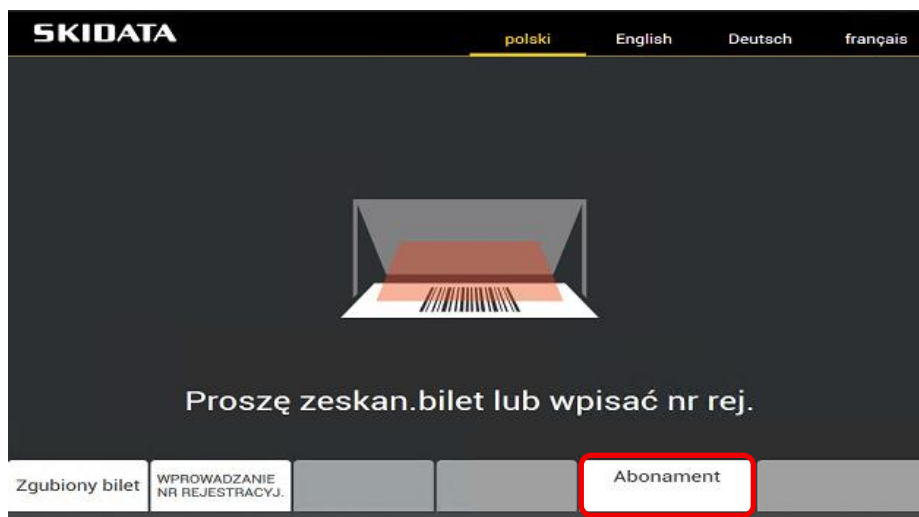 SKIDATA
polski English Deutsch français
Proszę zeskan.bilet lub wpisać nr rej.
Zgubiony bilet
WPROWADZANIE
NR REJESTRACYJ.
Abonament